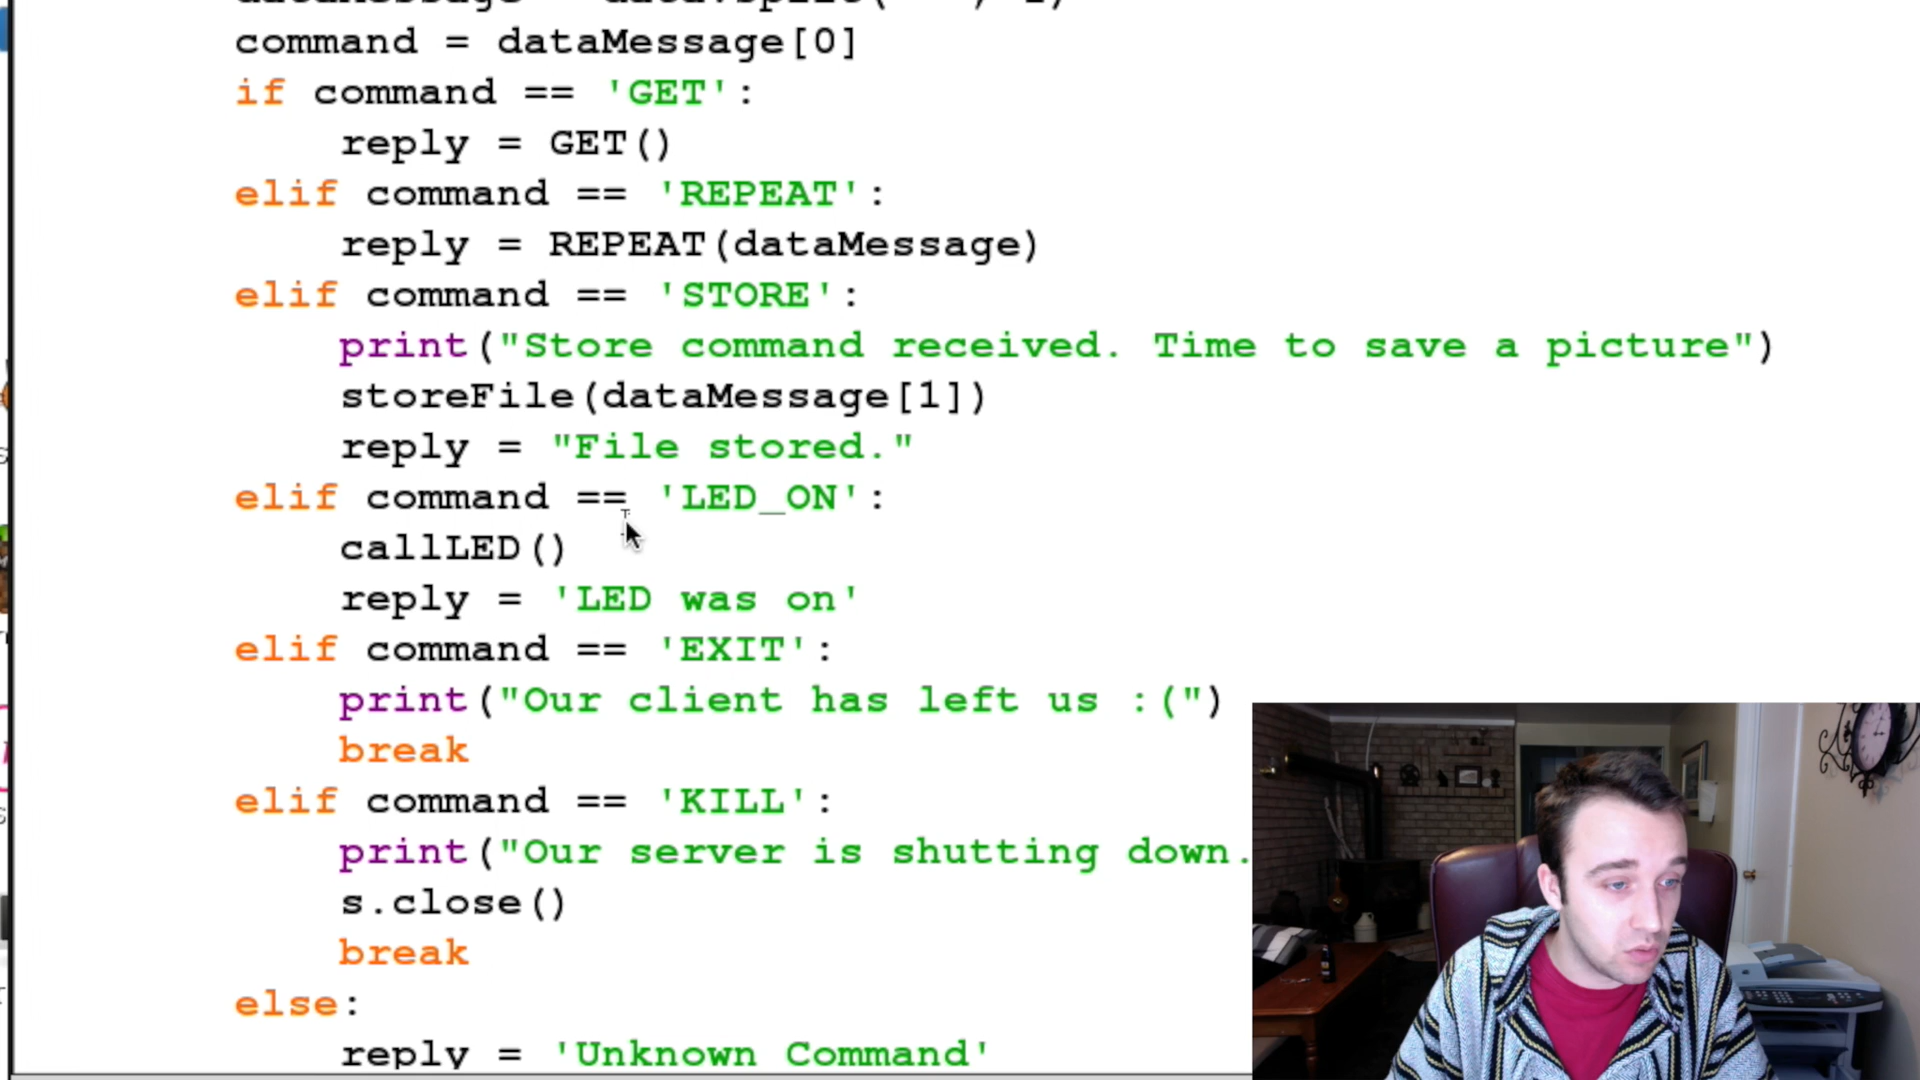 command = dataMessage[0]
if command == 'GET':
reply = GET()
elif command == 'REPEAT':
reply = REPEAT(dataMessage)
elif command == 'STORE':
print("Store command received. Time to save a picture")
storeFile(dataMessage[1])
reply = "File stored."
elif command == 'LED_ON':
callLED()
reply = 'LED was on'
elif command == 'EXIT':
print("Our client has left us :(")
break
elif command == 'KILL':
print("Our server is shutting down.
s.close()
break
else:
reply = 'Unknown Command'